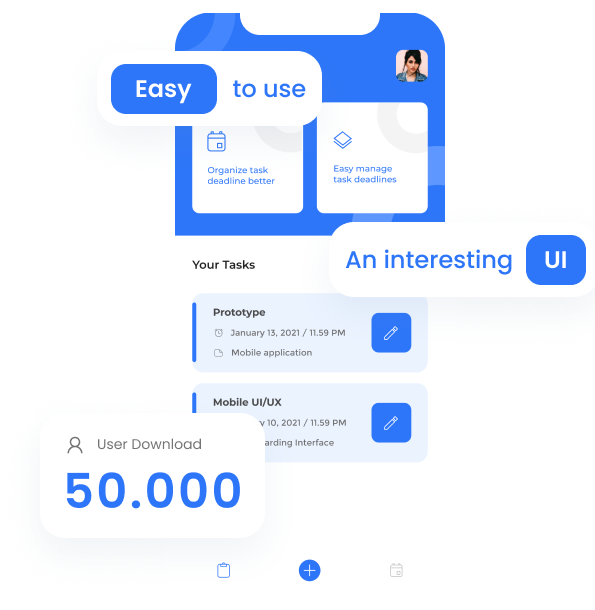 Easy to use
Organize task
deadline better
Easy manage
task deadlines
An interesting UI
Your Tasks
Prototype
January 13, 2021 / 11.59 PM
Mobile application
Mobile UI/UX
y 10, 2021 / 11.59 PM
arding Interface
User Download
50.000